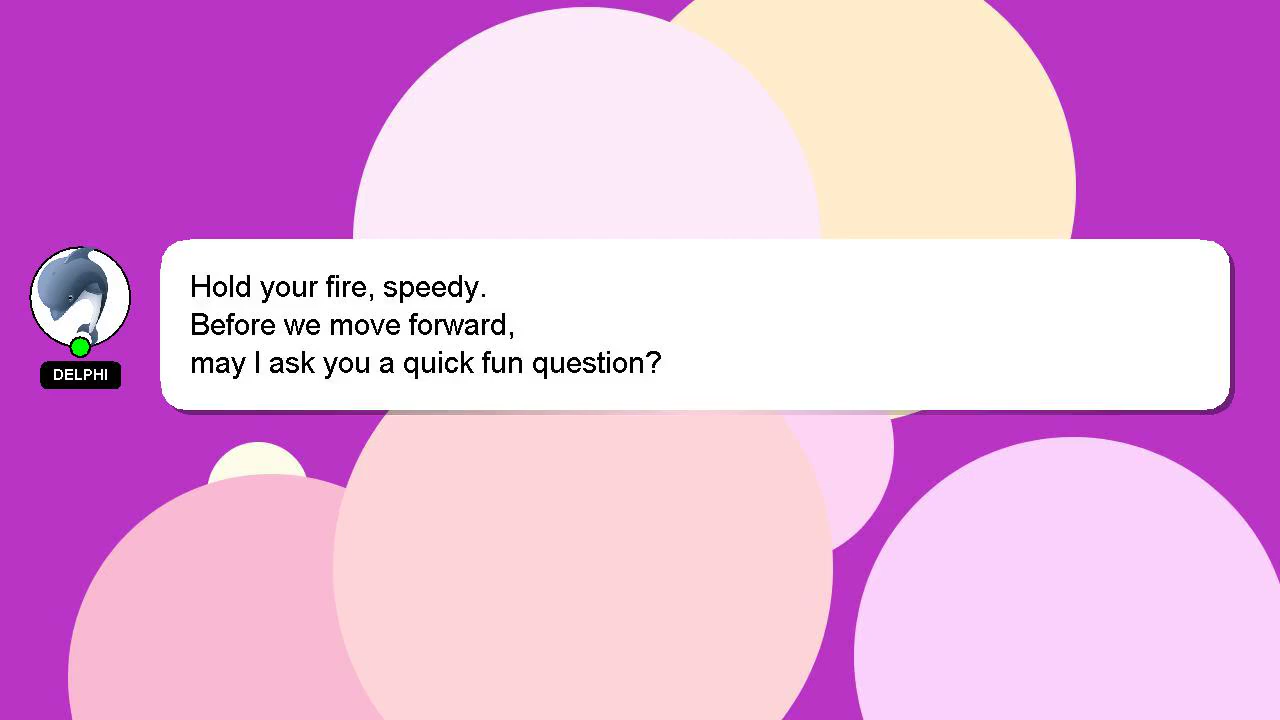 Hold your fire, speedy.
Before we move forward,
may I ask you a quick fun question?
DELPHI